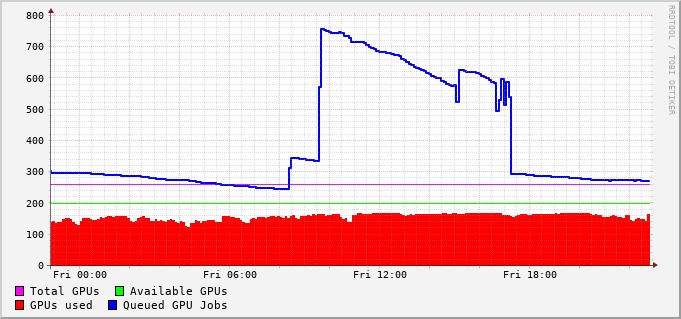 800
700
600
500
400
300
200
100
0
Fri 00:00 Fri 06:00 Fri 12:00 Fri 18:00
Total GPUs Available GPUs
GPUs used Queued GPU Jobs
RRDTOOL / TOBI OETIKER